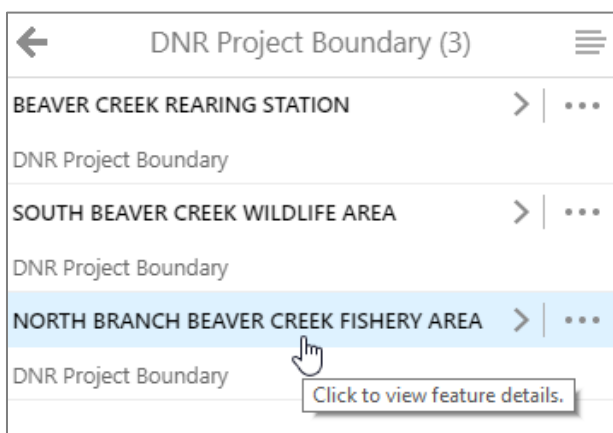 DNR Project Boundary (3)
BEAVER CREEK REARING STATION
DNR Project Boundary
SOUTH BEAVER CREEK WILDLIFE AREA
DNR Project Boundary
NORTH BRANCH BEAVER CREEK FISHERY AREA
DNR Project Boundary
Click to view feature details.